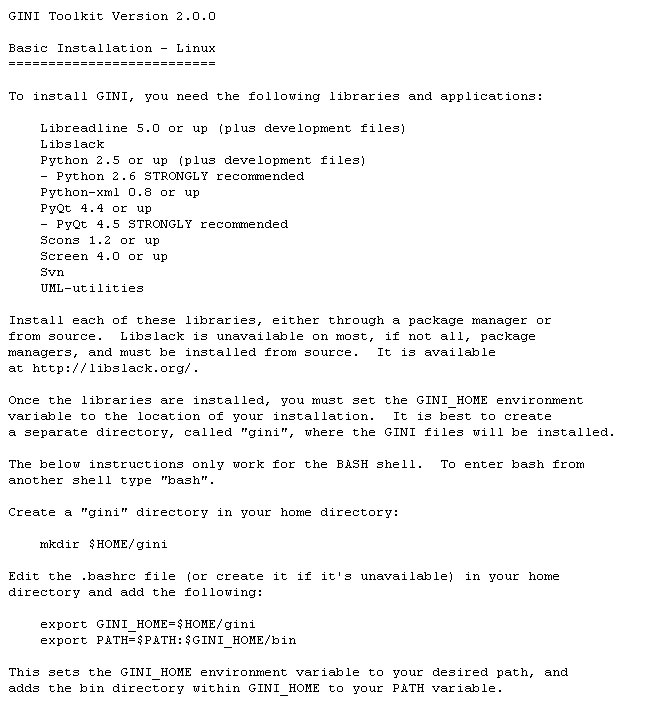 GINI Toolkit Version 2.0.0
Basic Installation - Linux
==========================
To install GINI, you need the following libraries and applications:
Libreadline 5.0 or up (plus development files)
Libslack
Python 2.5 or up (plus development files)
- Python 2.6 STRONGLY recommended
Python-xml 0.8 or up
PyQt 4.4 or up
- PyQt 4.5 STRONGLY recommended
Scons 1.2 or up
Screen 4.0 or up
Svn
UML-utilities
Install each of these libraries, either through a package manager or
from source.  Libslack is unavailable on most, if not all, package
managers, and must be installed from source.  It is available
at http://libslack.org/.
Once the libraries are installed, you must set the GINI_HOME environment
variable to the location of your installation.  It is best to create
a separate directory, called "gini", where the GINI files will be installed.
The below instructions only work for the BASH shell.  To enter bash from
another shell type "bash".
Create a "gini" directory in your home directory:
mkdir $HOME/gini
Edit the .bashrc file (or create it if it's unavailable) in your home
directory and add the following:
export GINI_HOME=$HOME/gini
export PATH=$PATH:$GINI_HOME/bin
This sets the GINI_HOME environment variable to your desired path, and
adds the bin directory within GINI_HOME to your PATH variable.